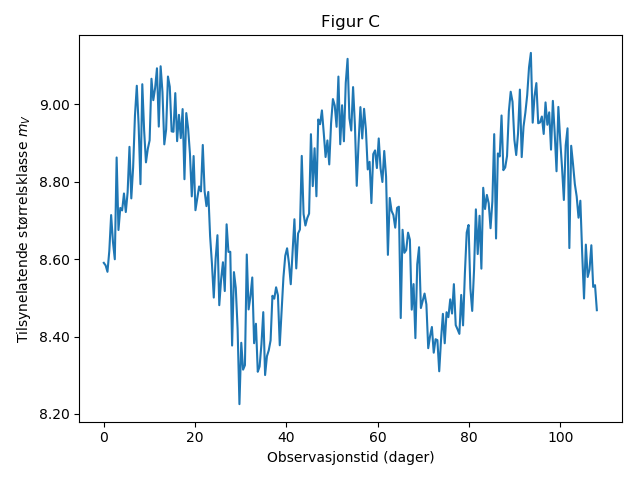 Figur C
Tilsynelatende størrelsklasse $m_V$
9.00
8.80
8.60
8.40
8.20
0 20 40 60 80 100
Observasjonstid (dager)